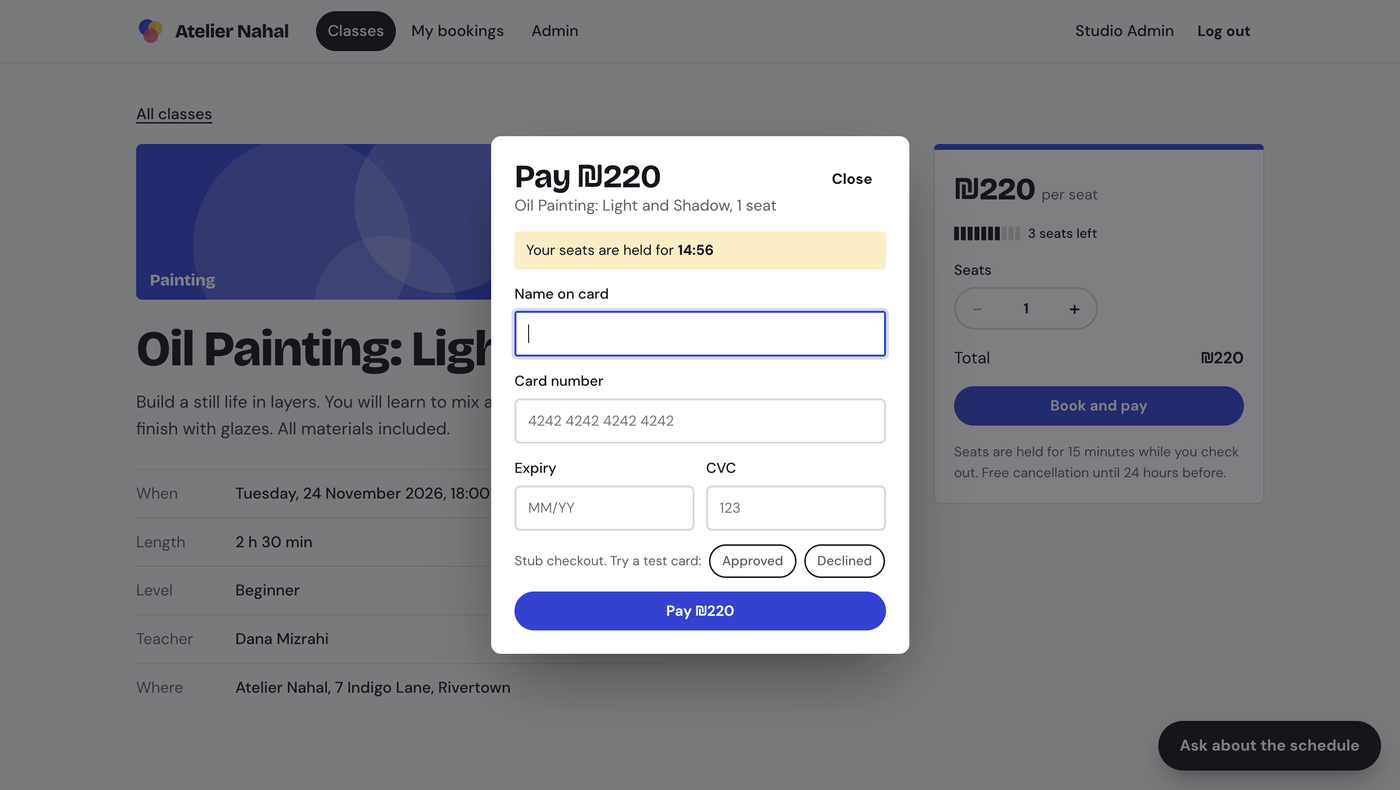 Atelier Nahal
Classes
My bookings
Admin
Studio Admin
Log out
All classes
Painting
Oil Painting: Ligh
Build a still life in layers. You will learn to mix a
finish with glazes. All materials included.
When
Tuesday, 24 November 2026, 18:00
Length
2 h 30 min
Level
Beginner
Teacher
Dana Mizrahi
Where
Atelier Nahal, 7 Indigo Lane, Rivertown
Pay ₪220
Close
Oil Painting: Light and Shadow, 1 seat
Your seats are held for 14:56
Name on card
Card number
4242 4242 4242 4242
Expiry
CVC
MM/YY
123
Stub checkout. Try a test card:
Approved
Declined
Pay ₪220
₪220 per seat
3 seats left
Seats
− 1 +
Total
₪220
Book and pay
Seats are held for 15 minutes while you check
out. Free cancellation until 24 hours before.
Ask about the schedule